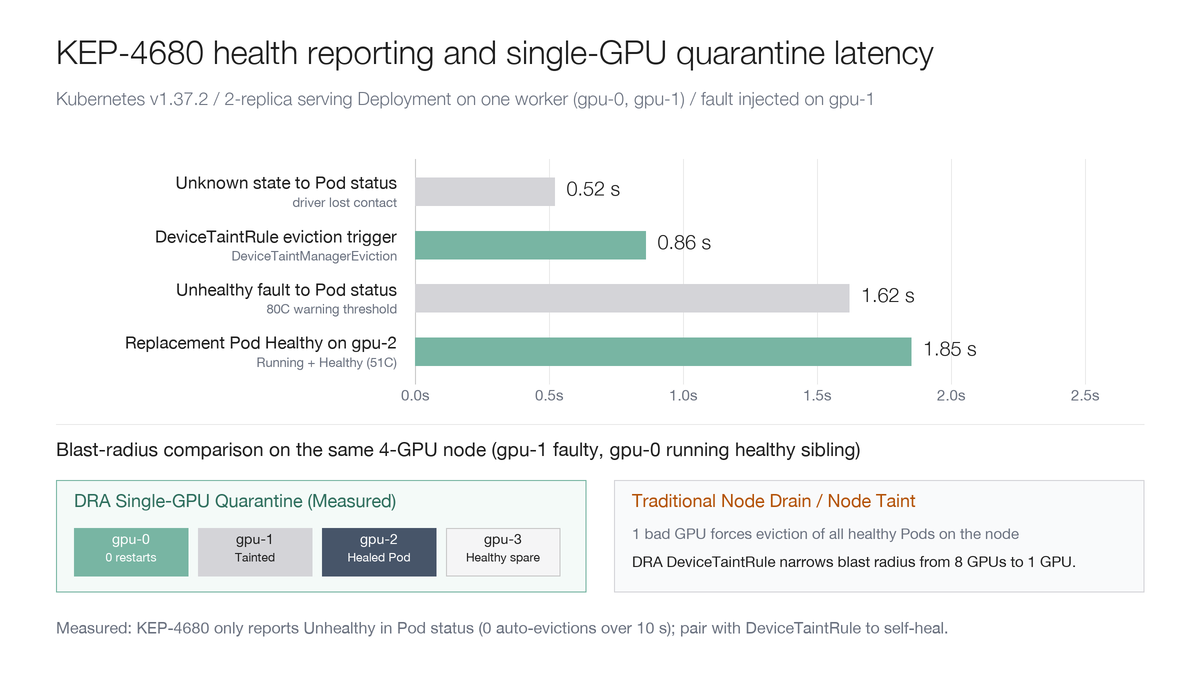 KEP-4680 health reporting and single-GPU quarantine latency
Kubernetes v1.37.2 / 2-replica serving Deployment on one worker (gpu-0, gpu-1) / fault injected on gpu-1
Unknown state to Pod status
driver lost contact
0.52 s
DeviceTaintRule eviction trigger
DeviceTaintManagerEviction
0.86 s
Unhealthy fault to Pod status
80C warning threshold
1.62 s
Replacement Pod Healthy on gpu-2
Running + Healthy (51C)
1.85 s
0.0s 0.5s 1.0s 1.5s 2.0s 2.5s
Blast-radius comparison on the same 4-GPU node (gpu-1 faulty, gpu-0 running healthy sibling)
DRA Single-GPU Quarantine (Measured)
gpu-0
0 restarts
gpu-1
Tainted
gpu-2
Healed Pod
gpu-3
Healthy spare
Traditional Node Drain / Node Taint
1 bad GPU forces eviction of all healthy Pods on the node
DRA DeviceTaintRule narrows blast radius from 8 GPUs to 1 GPU.
Measured: KEP-4680 only reports Unhealthy in Pod status (0 auto-evictions over 10 s); pair with DeviceTaintRule to self-heal.